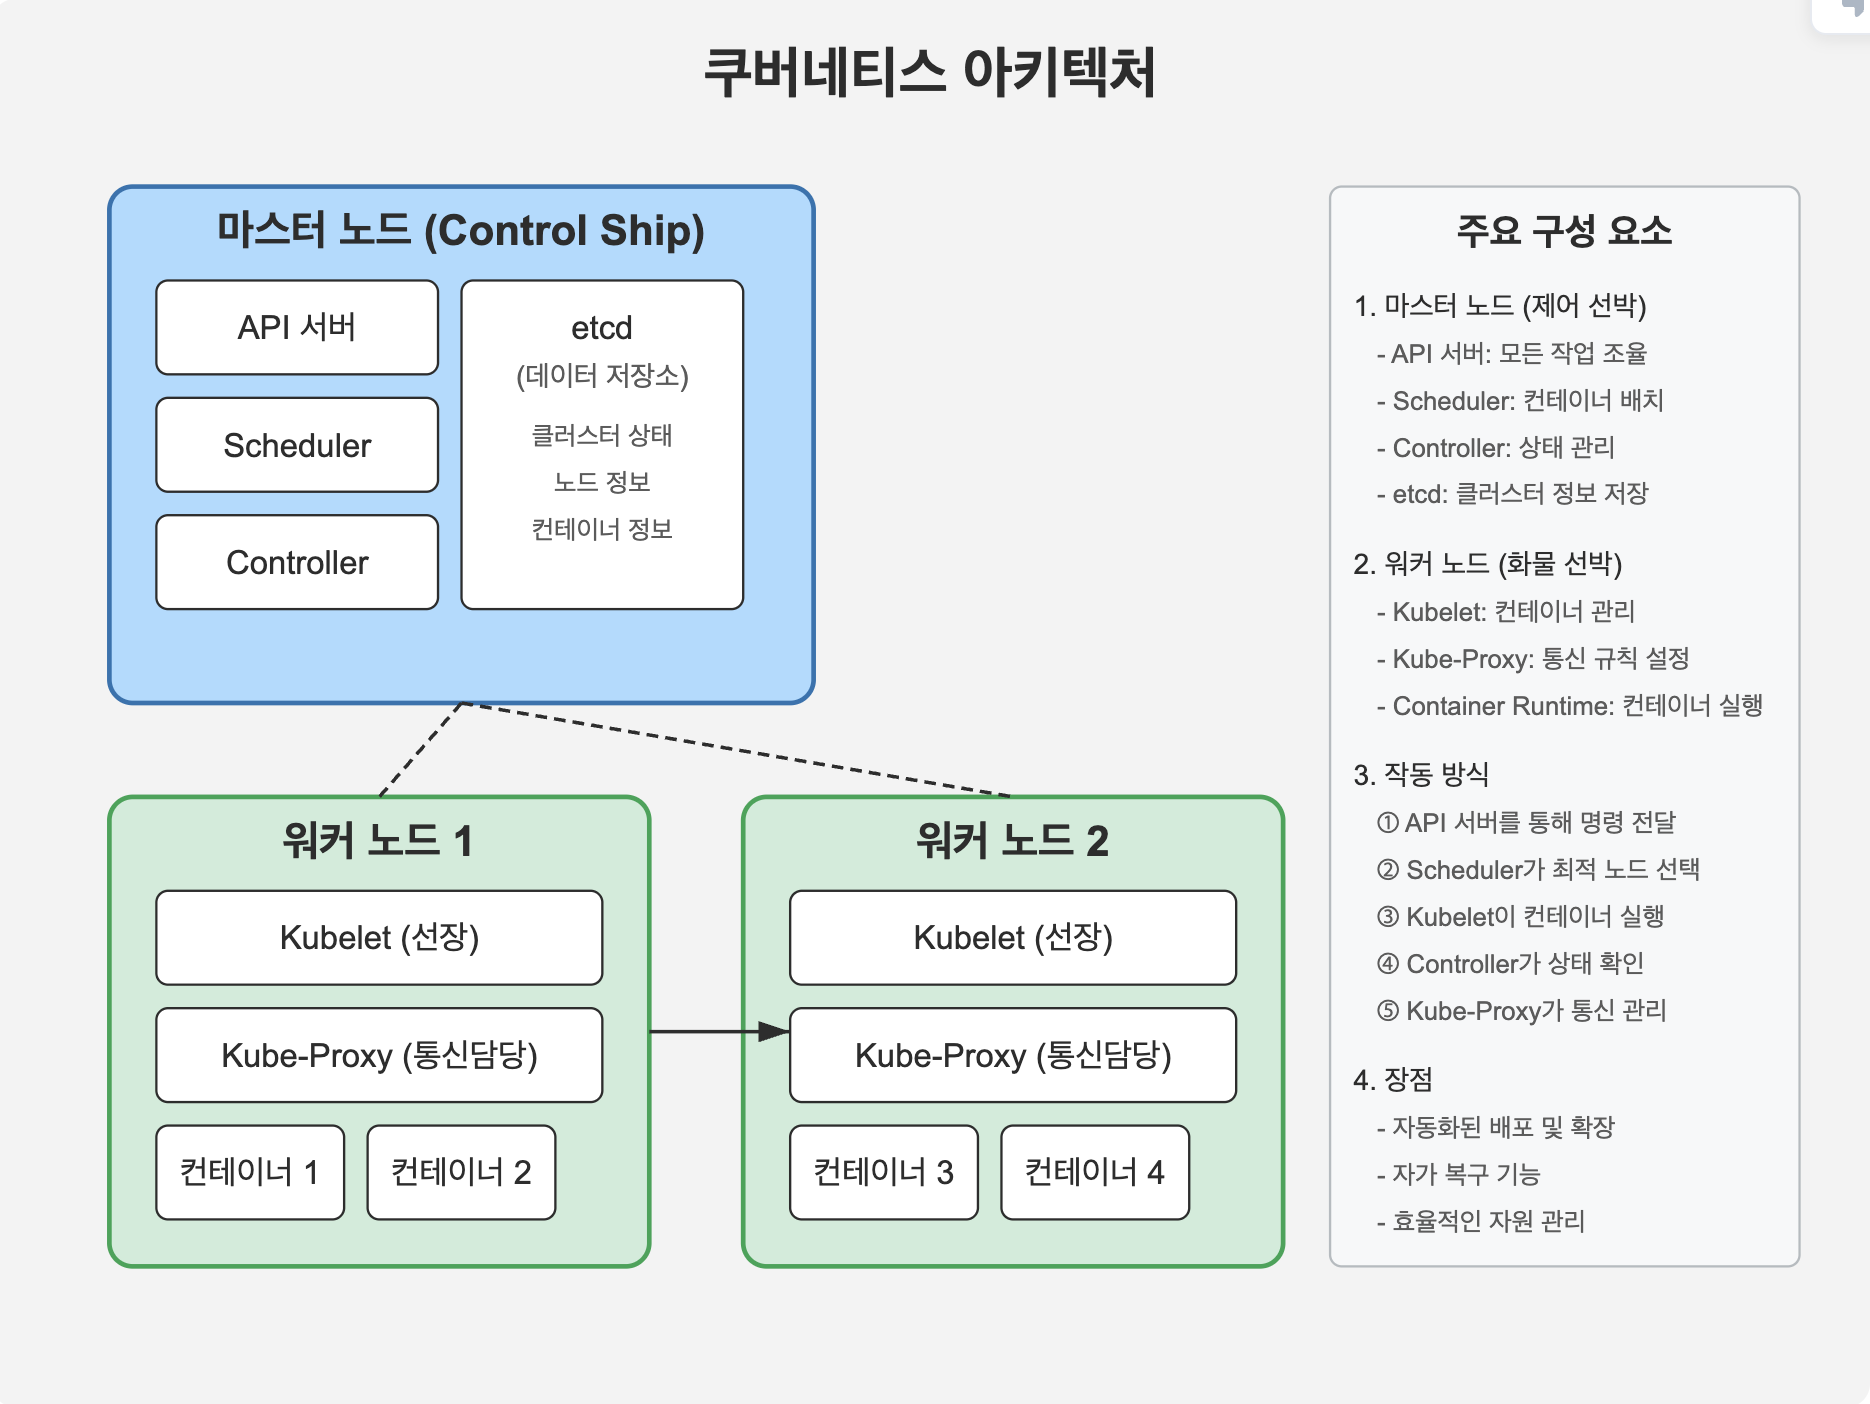 쿠버네티스 아키텍처
마스터 노드 (Control Ship)
API 서버
Scheduler
Controller
etcd
(데이터 저장소)
클러스터 상태
노드 정보
컨테이너 정보
워커 노드 1
Kubelet (선장)
Kube-Proxy (통신담당)
컨테이너 1
컨테이너 2
워커 노드 2
Kubelet (선장)
Kube-Proxy (통신담당)
컨테이너 3
컨테이너 4
주요 구성 요소
1. 마스터 노드 (제어 선박)
- API 서버: 모든 작업 조율
- Scheduler: 컨테이너 배치
- Controller: 상태 관리
- etcd: 클러스터 정보 저장
2. 워커 노드 (화물 선박)
- Kubelet: 컨테이너 관리
- Kube-Proxy: 통신 규칙 설정
- Container Runtime: 컨테이너 실행
3. 작동 방식
① API 서버를 통해 명령 전달
② Scheduler가 최적 노드 선택
③ Kubelet이 컨테이너 실행
④ Controller가 상태 확인
⑤ Kube-Proxy가 통신 관리
4. 장점
- 자동화된 배포 및 확장
- 자가 복구 기능
- 효율적인 자원 관리